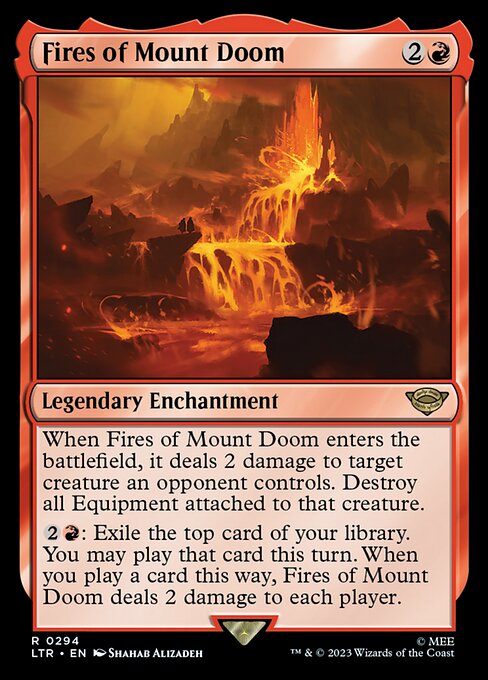 Fires of Mount Doom 2
Legendary Enchantment
When Fires of Mount Doom enters the
battlefield, it deals 2 damage to target
creature an opponent controls. Destroy
all Equipment attached to that creature.
2: Exile the top card of your library.
You may play that card this turn. When
you play a card this way, Fires of Mount
Doom deals 2 damage to each player.
R 0294
LTR • EN Shahab Alizadeh
© MEE
™ & © 2023 Wizards of the Coast